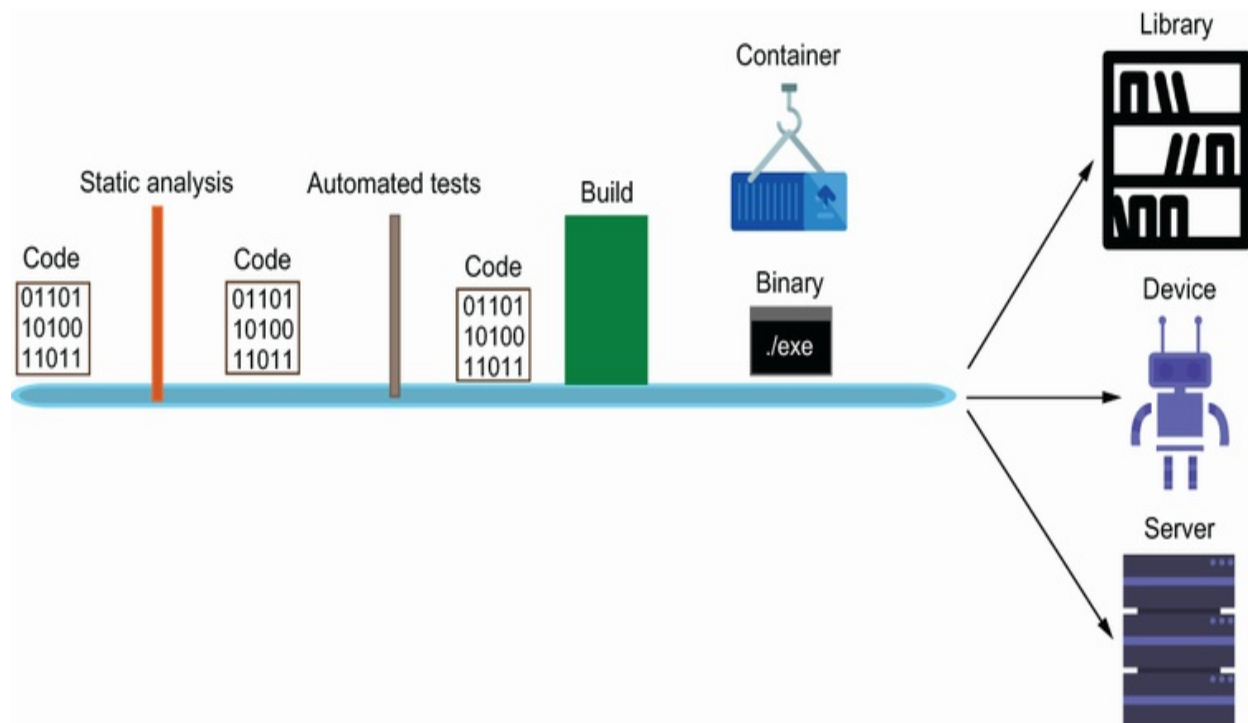 Library
Container
Static analysis
Automated tests
Build
Code
01101
10100
11011
Code
01101
10100
11011
Code
01101
10100
11011
Binary
./exe
Device
Server